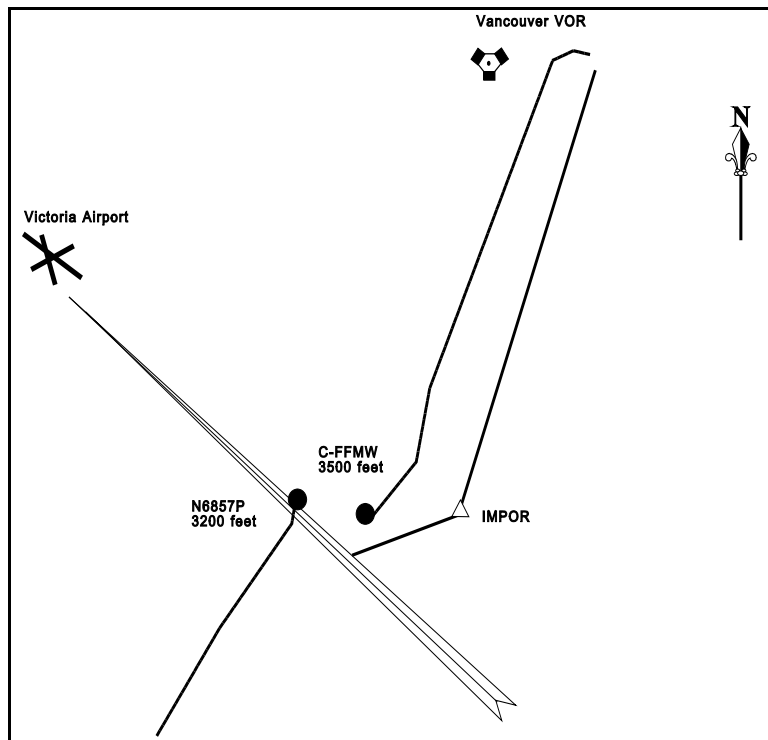 Vancouver VOR
N
Victoria Airport
C-FFMW
3500 feet
N6857P
3200 feet
IMPOR